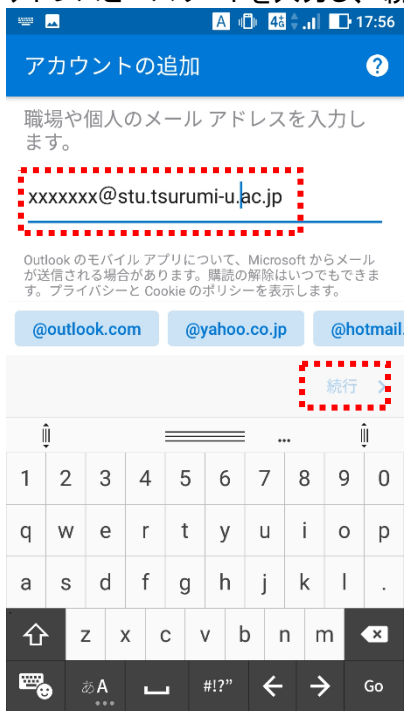 A 4G 17:56
アカウントの追加 ?
職場や個人のメール アドレスを入力し
ます。
xxxxxxx@stu.tsurumi-u.ac.jp
Outlook のモバイル アプリについて、Microsoft からメール
が送信される場合があります。購読の解除はいつでもできま
す。プライバシーと Cookie のポリシーを表示します。
@outlook.com @yahoo.co.jp @hotmail.
続行 >
...
1 2 3 4 5 6 7 8 9 0
q w e r t y u i o p
a s d f g h j k l .
z x c v b n m
あA #!?” Go